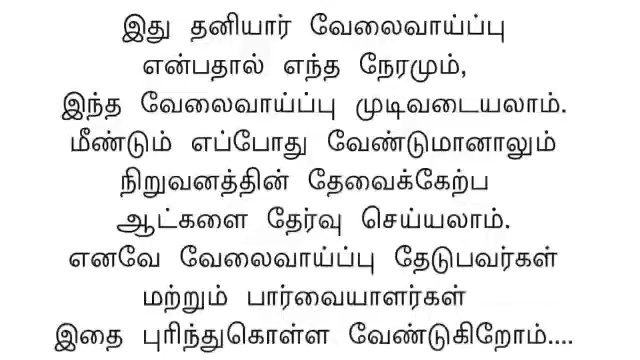 இது தனியார் வேலைவாய்ப்பு
என்பதால் எந்த நேரமும்,
இந்த வேலைவாய்ப்பு முடிவடையலாம்.
மீண்டும் எப்போது வேண்டுமானாலும்
நிறுவனத்தின் தேவைக்கேற்ப
ஆட்களை தேர்வு செய்யலாம்.
எனவே வேலைவாய்ப்பு தேடுபவர்கள்
மற்றும் பார்வையாளர்கள்
இதை புரிந்துகொள்ள வேண்டுகிறோம்....